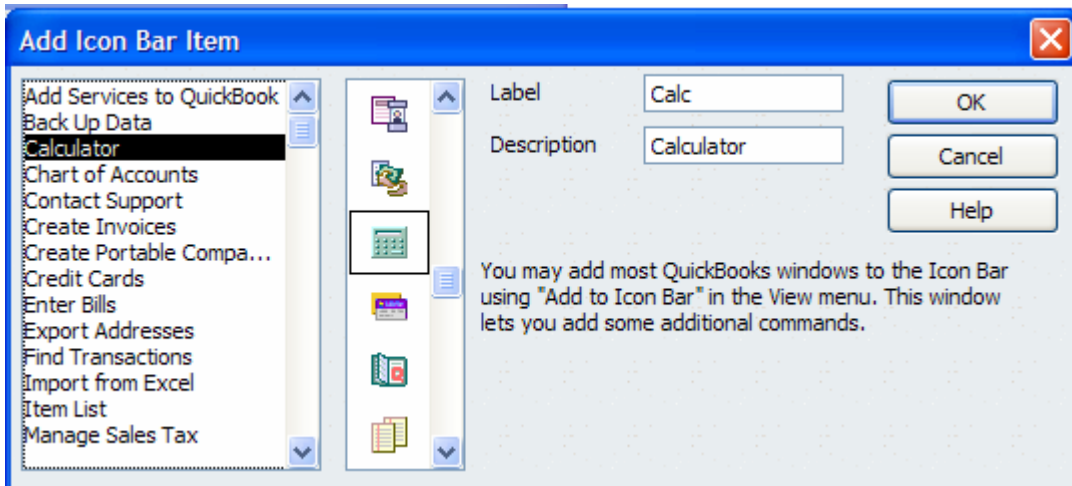 Add Icon Bar Item
Add Services to QuickBook
Back Up Data
Calculator
Chart of Accounts
Contact Support
Create Invoices
Create Portable Compa...
Credit Cards
Enter Bills
Export Addresses
Find Transactions
Import from Excel
Item List
Manage Sales Tax
Label
Calc
Description
Calculator
OK
Cancel
Help
You may add most QuickBooks windows to the Icon Bar
using "Add to Icon Bar" in the View menu. This window
lets you add some additional commands.